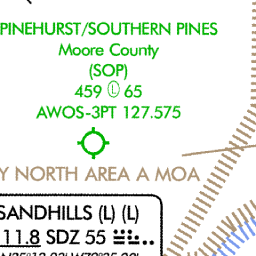 PINEHURST/SOUTHERN PINES
Moore County
(SOP)
459 Ⓛ 65
AWOS-3PT 127.575
Y NORTH AREA A MOA
SANDHILLS (L) (L)
11.8 SDZ 55